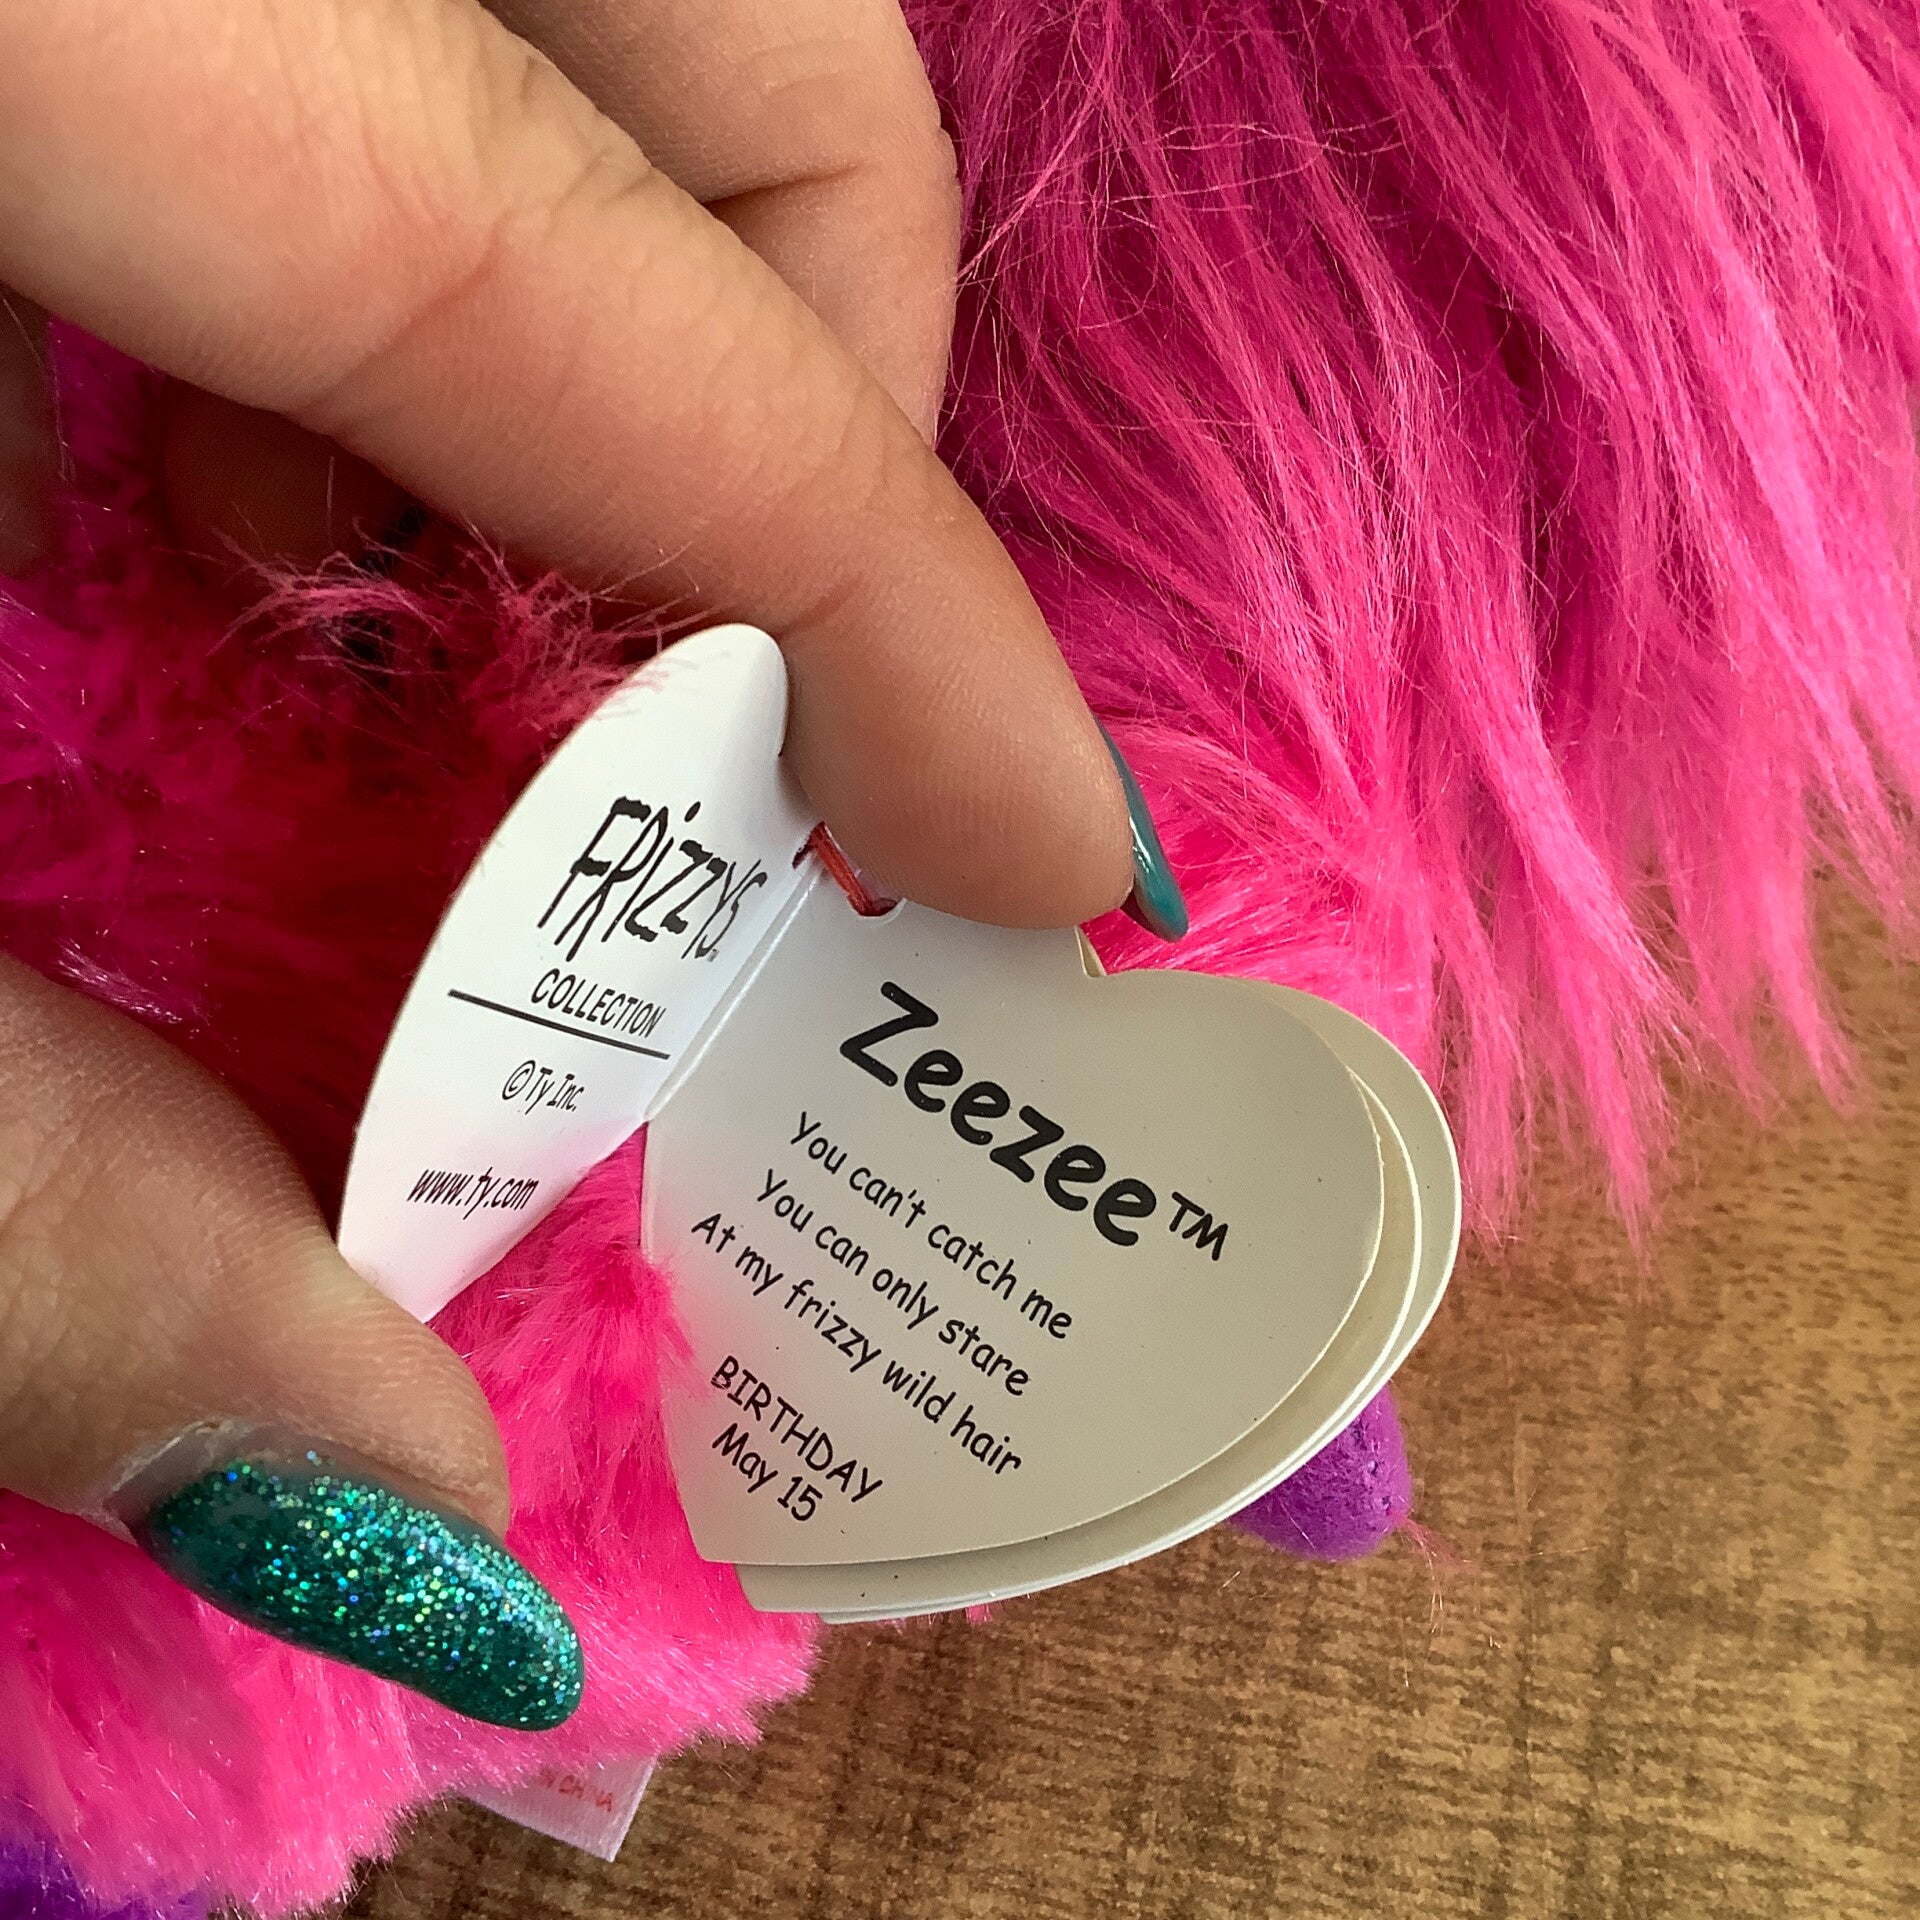 FRizzys
COLLECTION
©Ty Inc.
www.ty.com
Zeezee™
You can't catch me
You can only stare
At my frizzy wild hair
BIRTHDAY
May 15
CHINA